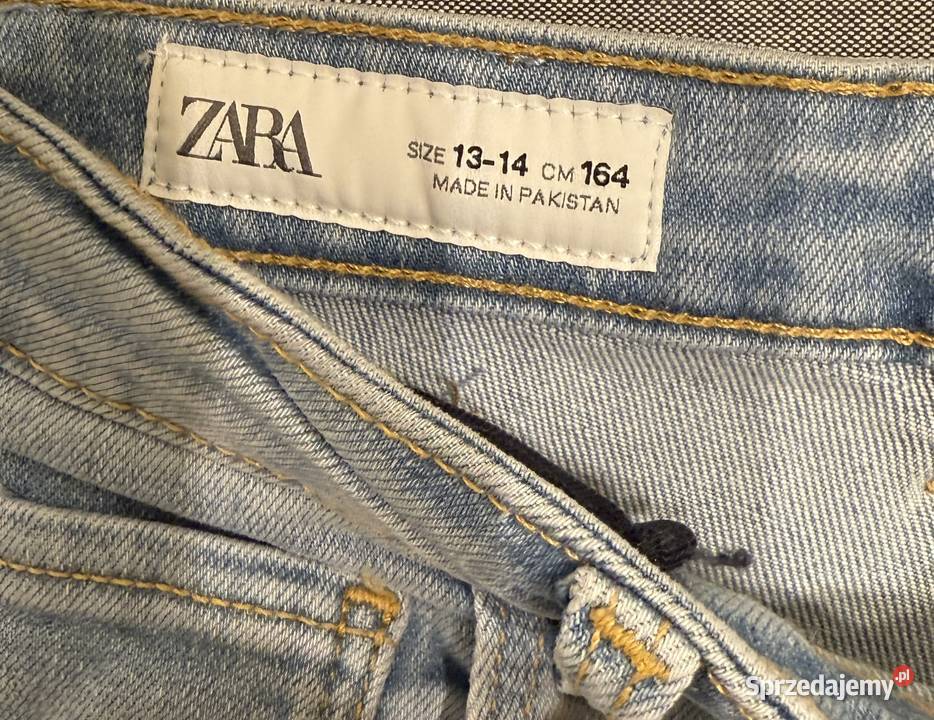 ZARA
SIZE 13-14 CM 164
MADE IN PAKISTAN
Sprzedajemy.pl